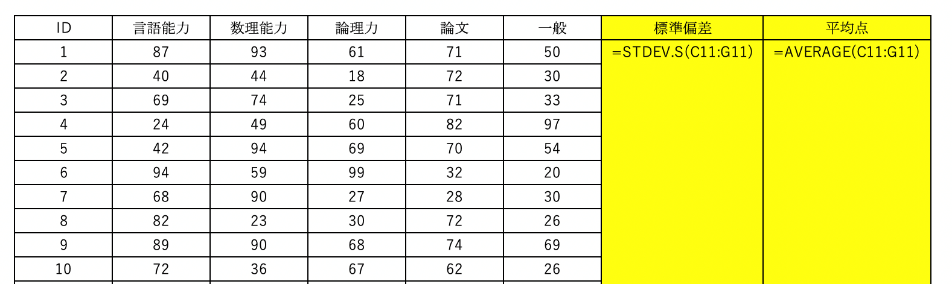 ID 言語能力 数理能力 論理力 論文 一般 標準偏差 平均点
1 87 93 61 71 50 =STDEV.S(C11:G11) =AVERAGE(C11:G11)
2 40 44 18 72 30
3 69 74 25 71 33
4 24 49 60 82 97
5 42 94 69 70 54
6 94 59 99 32 20
7 68 90 27 28 30
8 82 23 30 72 26
9 89 90 68 74 69
10 72 36 67 62 26